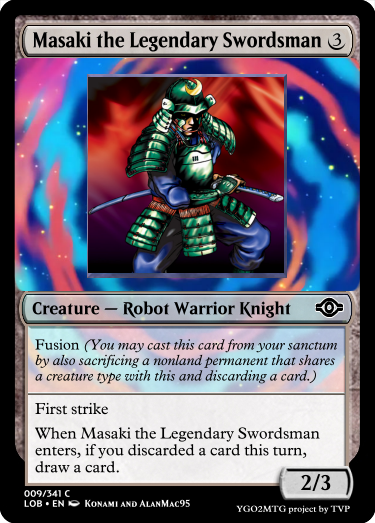 Masaki the Legendary Swordsman 3
Creature — Robot Warrior Knight
Fusion (You may cast this card from your sanctum
by also sacrificing a nonland permanent that shares
a creature type with this and discarding a card.)
First strike
When Masaki the Legendary Swordsman
enters, if you discarded a card this turn,
draw a card.
2/3
009/341 C
LOB • EN Konami and AlanMac95
YGO2MTG project by TVP